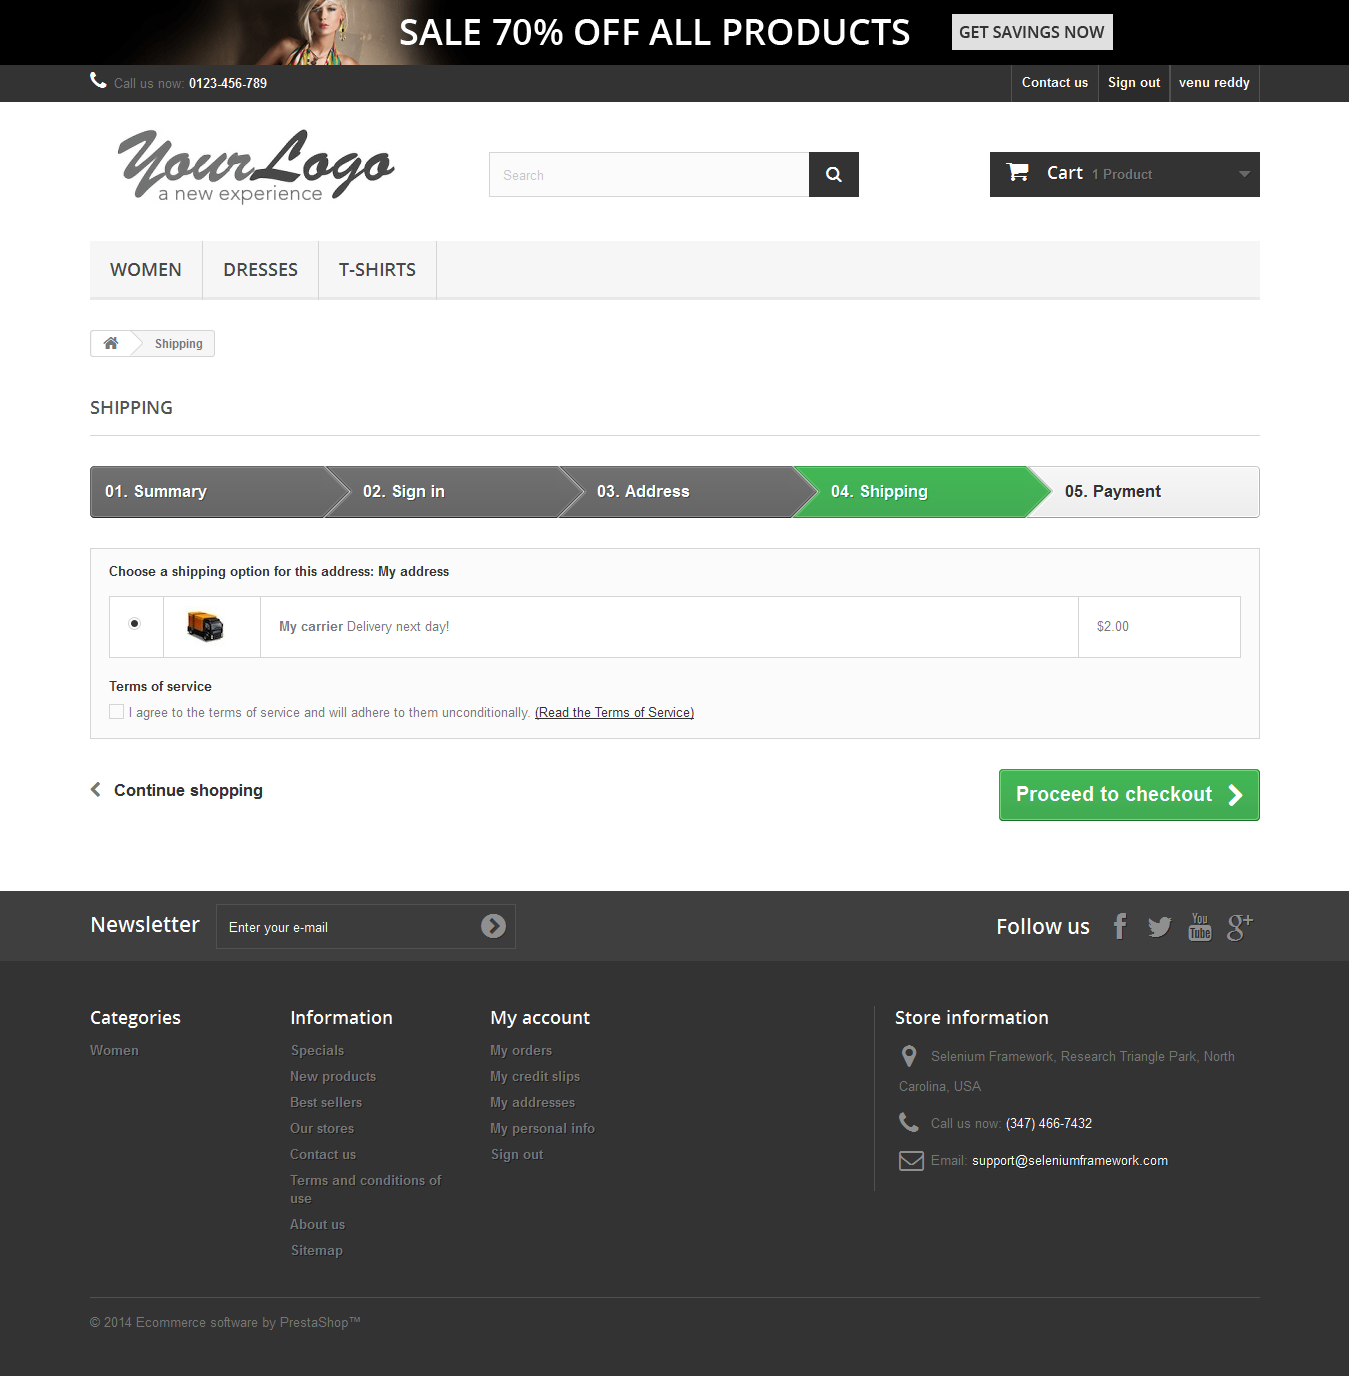 SALE 70% OFF ALL PRODUCTS GET SAVINGS NOW
Call us now: 0123-456-789 Contact us Sign out venu reddy
YourLogo
a new experience
Search
Cart 1 Product
WOMEN DRESSES T-SHIRTS
Shipping
SHIPPING
01. Summary 02. Sign in 03. Address 04. Shipping 05. Payment
Choose a shipping option for this address: My address
My carrier Delivery next day! $2.00
Terms of service
I agree to the terms of service and will adhere to them unconditionally. (Read the Terms of Service)
Continue shopping Proceed to checkout
Newsletter Enter your e-mail Follow us You Tube g+
Categories
Women
Information
Specials
New products
Best sellers
Our stores
Contact us
Terms and conditions of
use
About us
Sitemap
My account
My orders
My credit slips
My addresses
My personal info
Sign out
Store information
Selenium Framework, Research Triangle Park, North
Carolina, USA
Call us now: (347) 466-7432
Email: support@seleniumframework.com
© 2014 Ecommerce software by PrestaShop™